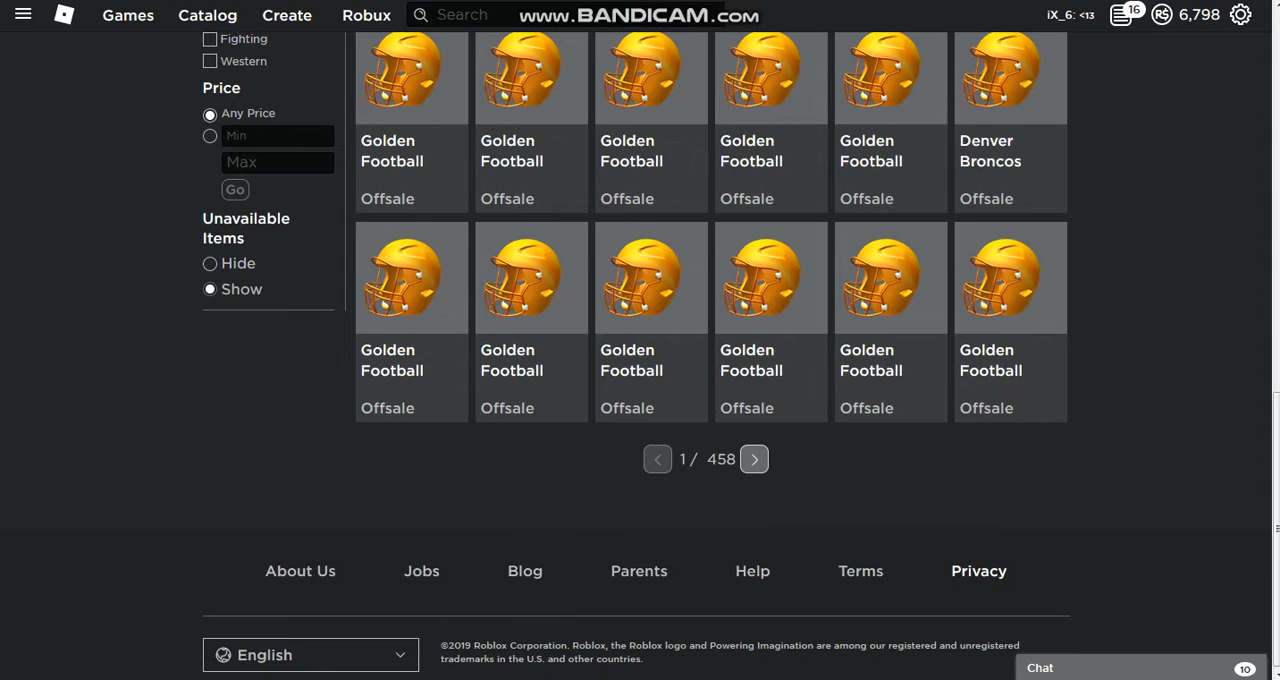 Games Catalog Create Robux Search www.BANDICAM.com iX_6: <13 16 R$ 6,798
Fighting
Western
Price
Any Price
Min
Max
Go
Unavailable
Items
Hide
Show
Golden Golden Golden Golden Golden Denver
Football Football Football Football Football Broncos
Offsale Offsale Offsale Offsale Offsale Offsale
Golden Golden Golden Golden Golden Golden
Football Football Football Football Football Football
Offsale Offsale Offsale Offsale Offsale Offsale
< 1 / 458 >
About Us Jobs Blog Parents Help Terms Privacy
English
©2019 Roblox Corporation. Roblox, the Roblox logo and Powering Imagination are among our registered and unregistered
trademarks in the U.S. and other countries.
Chat 10